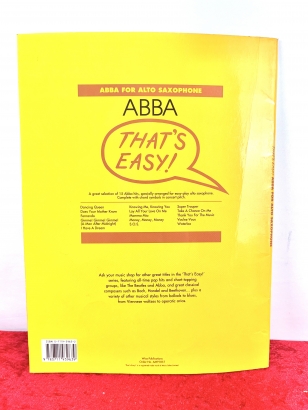 ABBA FOR ALTO SAXOPHONE
ABBA
THAT'S
EASY!
A great selection of 15 Abba hits, specially arranged for easy-play alto saxophone.
Complete with chord symbols in concert pitch.
Dancing Queen
Does Your Mother Know
Fernando
Gimme! Gimme! Gimme!
(A Man After Midnight)
I Have A Dream
Knowing Me, Knowing You
Lay All Your Love On Me
Mamma Mia
Money, Money, Money
S.O.S.
Super Trouper
Take A Chance On Me
Thank You For The Music
Voulez Vous
Waterloo
Ask your music shop for other great titles in the 'That's Easy'
series, featuring all-time pop hits and chart-topping
groups, like The Beatles and Abba, and great classical
composers such as Bach, Handel and Beethoven... plus a
variety of other musical styles from ballads to blues,
from Viennese waltzes to operatic arias.
Wise Publications